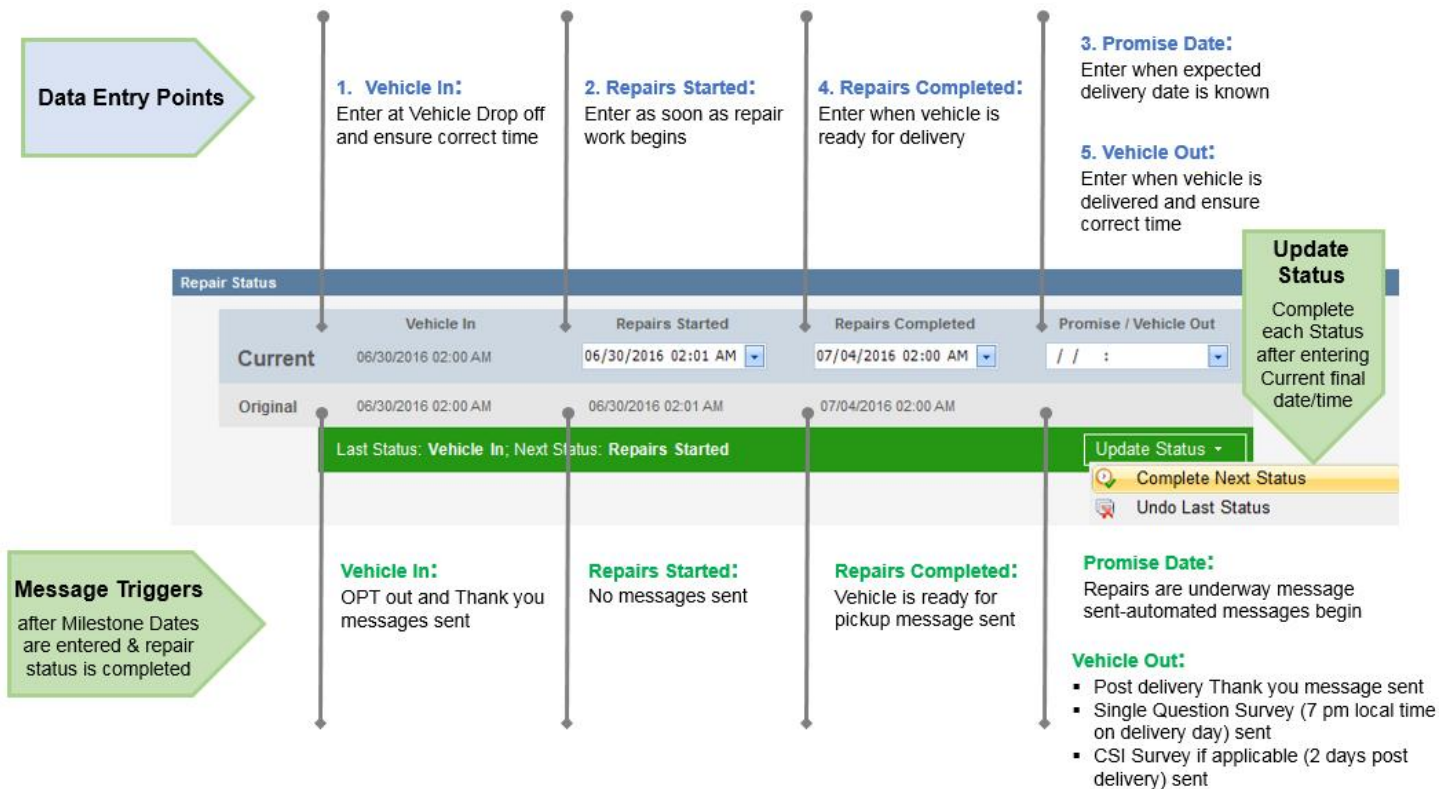 Data Entry Points
1. Vehicle In:
Enter at Vehicle Drop off
and ensure correct time
2. Repairs Started:
Enter as soon as repair
work begins
4. Repairs Completed:
Enter when vehicle is
ready for delivery
3. Promise Date:
Enter when expected
delivery date is known
5. Vehicle Out:
Enter when vehicle is
delivered and ensure
correct time
Update
Status
Complete
each Status
after entering
Current final
date/time
Repair Status
Vehicle In Repairs Started Repairs Completed Promise / Vehicle Out
Current 06/30/2016 02:00 AM 06/30/2016 02:01 AM 07/04/2016 02:00 AM / / :
Original 06/30/2016 02:00 AM 06/30/2016 02:01 AM 07/04/2016 02:00 AM
Last Status: Vehicle In; Next Status: Repairs Started Update Status
Complete Next Status
Undo Last Status
Message Triggers
after Milestone Dates
are entered & repair
status is completed
Vehicle In:
OPT out and Thank you
messages sent
Repairs Started:
No messages sent
Repairs Completed:
Vehicle is ready for
pickup message sent
Promise Date:
Repairs are underway message
sent-automated messages begin
Vehicle Out:
▪ Post delivery Thank you message sent
▪ Single Question Survey (7 pm local time
on delivery day) sent
▪ CSI Survey if applicable (2 days post
delivery) sent